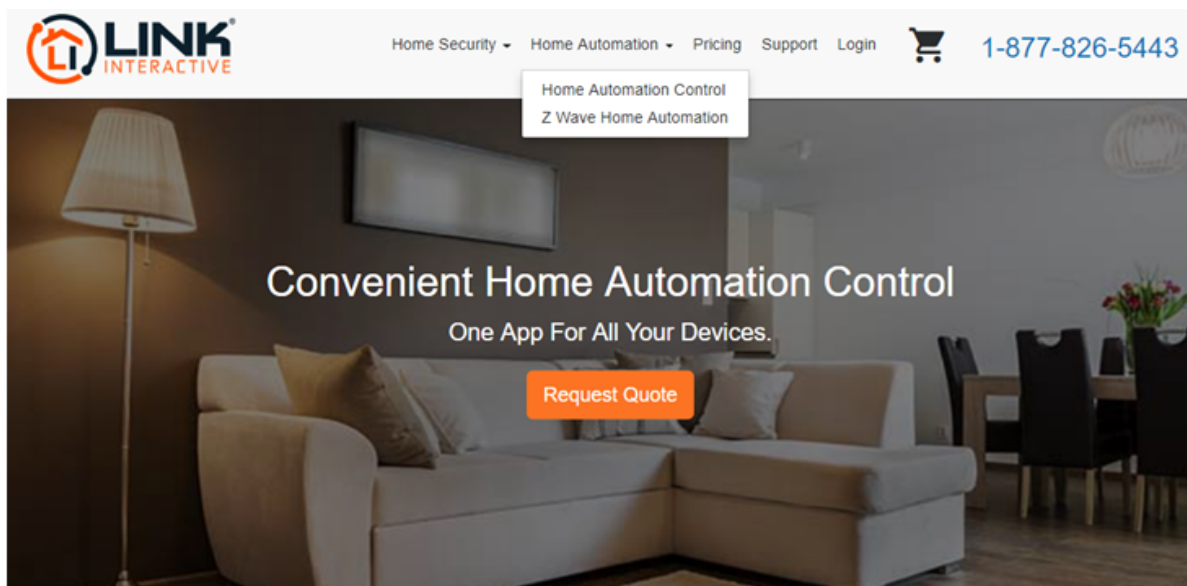 LINK®
INTERACTIVE
Home Security Home Automation Pricing Support Login 1-877-826-5443
Home Automation Control
Z Wave Home Automation
Convenient Home Automation Control
One App For All Your Devices.
Request Quote